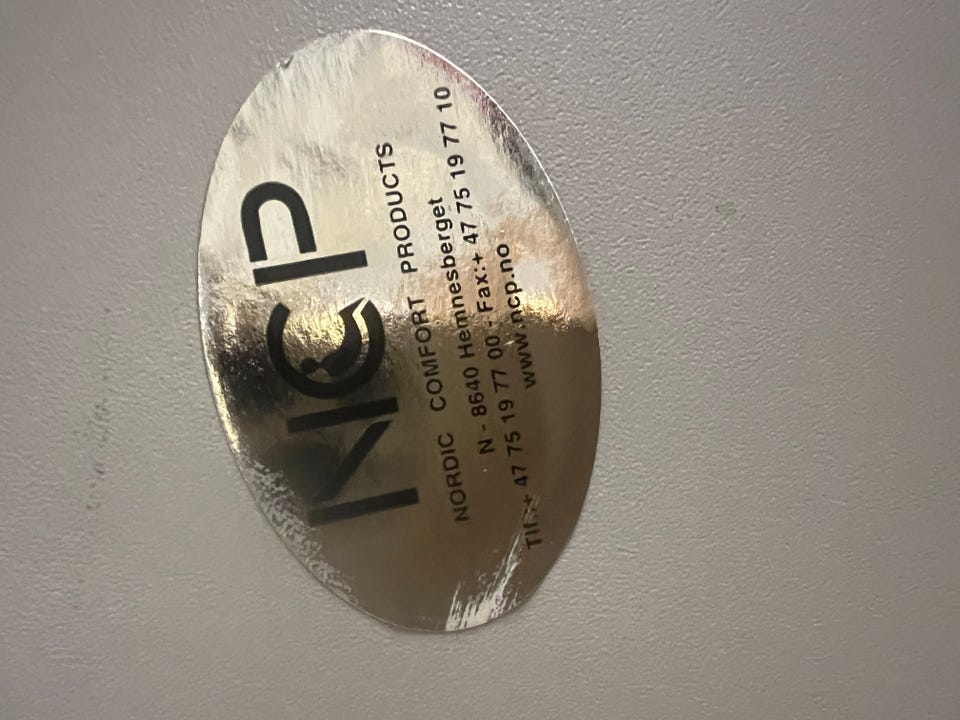 NCP
NORDIC COMFORT PRODUCTS
N - 8640 Hemnesberget
Tlf.:+ 47 75 19 77 00 - Fax:+ 47 75 19 77 10
www.ncp.no